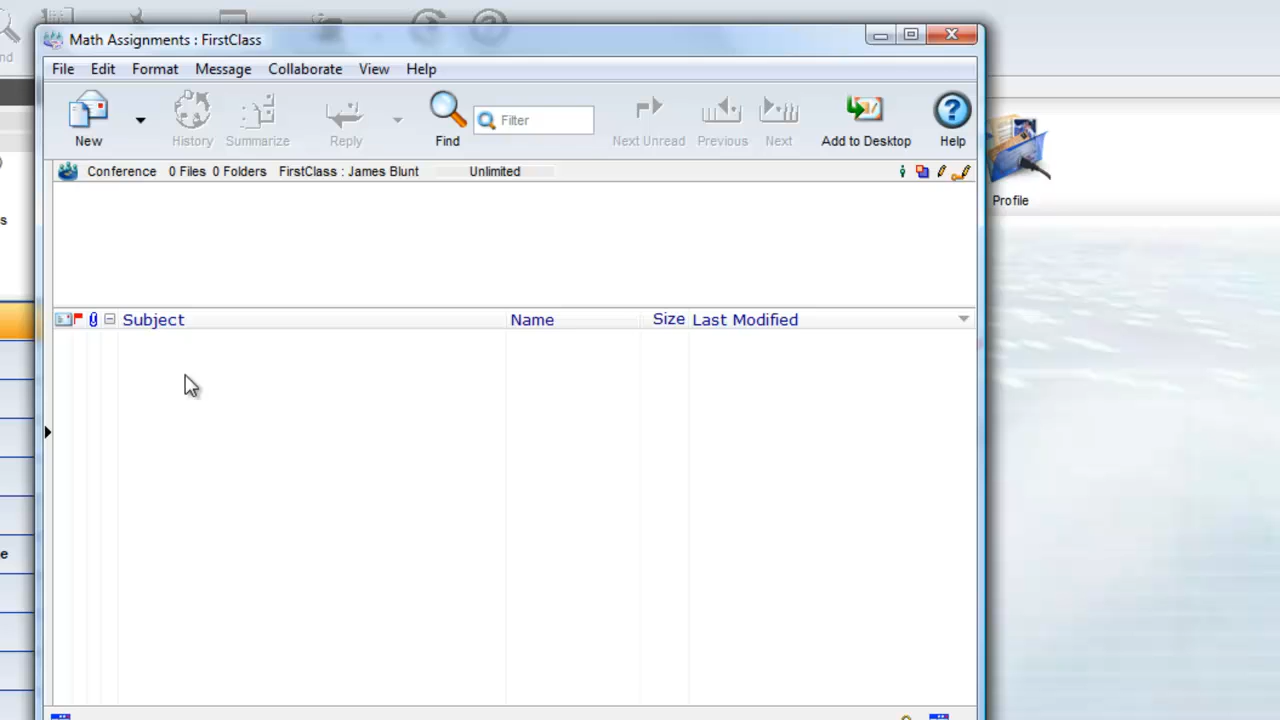 Math Assignments : FirstClass
File Edit Format Message Collaborate View Help
New History Summarize Reply Find Filter Next Unread Previous Next Add to Desktop Help
Conference 0 Files 0 Folders FirstClass : James Blunt Unlimited
Profile
Subject Name Size Last Modified